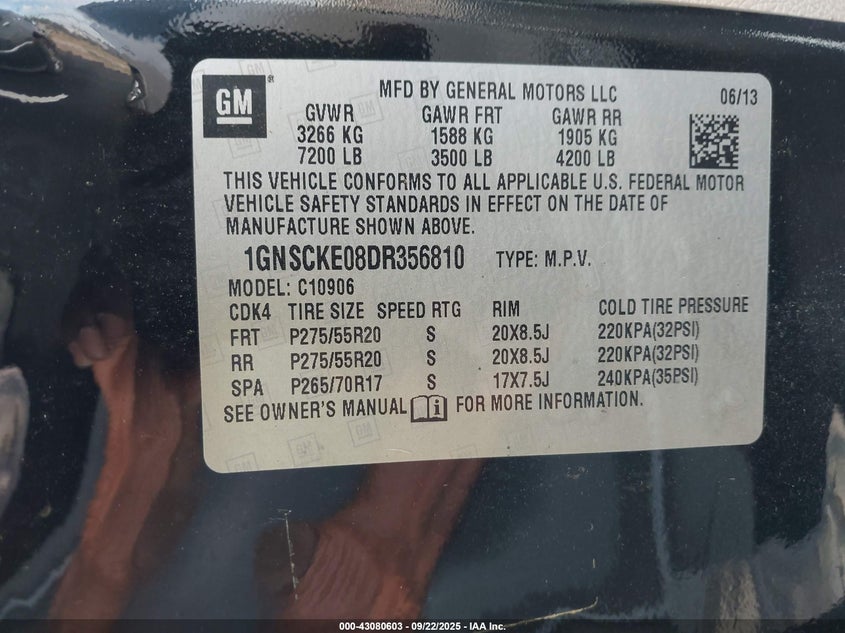 GM ®
MFD BY GENERAL MOTORS LLC 06/13
GVWR GAWR FRT GAWR RR
3266 KG 1588 KG 1905 KG
7200 LB 3500 LB 4200 LB
THIS VEHICLE CONFORMS TO ALL APPLICABLE U.S. FEDERAL MOTOR
VEHICLE SAFETY STANDARDS IN EFFECT ON THE DATE OF
MANUFACTURE SHOWN ABOVE.
1GNSCKE08DR356810 TYPE: M.P.V.
MODEL: C10906
CDK4 TIRE SIZE SPEED RTG RIM COLD TIRE PRESSURE
FRT P275/55R20 S 20X8.5J 220KPA(32PSI)
RR P275/55R20 S 20X8.5J 220KPA(32PSI)
SPA P265/70R17 S 17X7.5J 240KPA(35PSI)
SEE OWNER'S MANUAL FOR MORE INFORMATION.
000-43080603 - 09/22/2025 - IAA Inc.